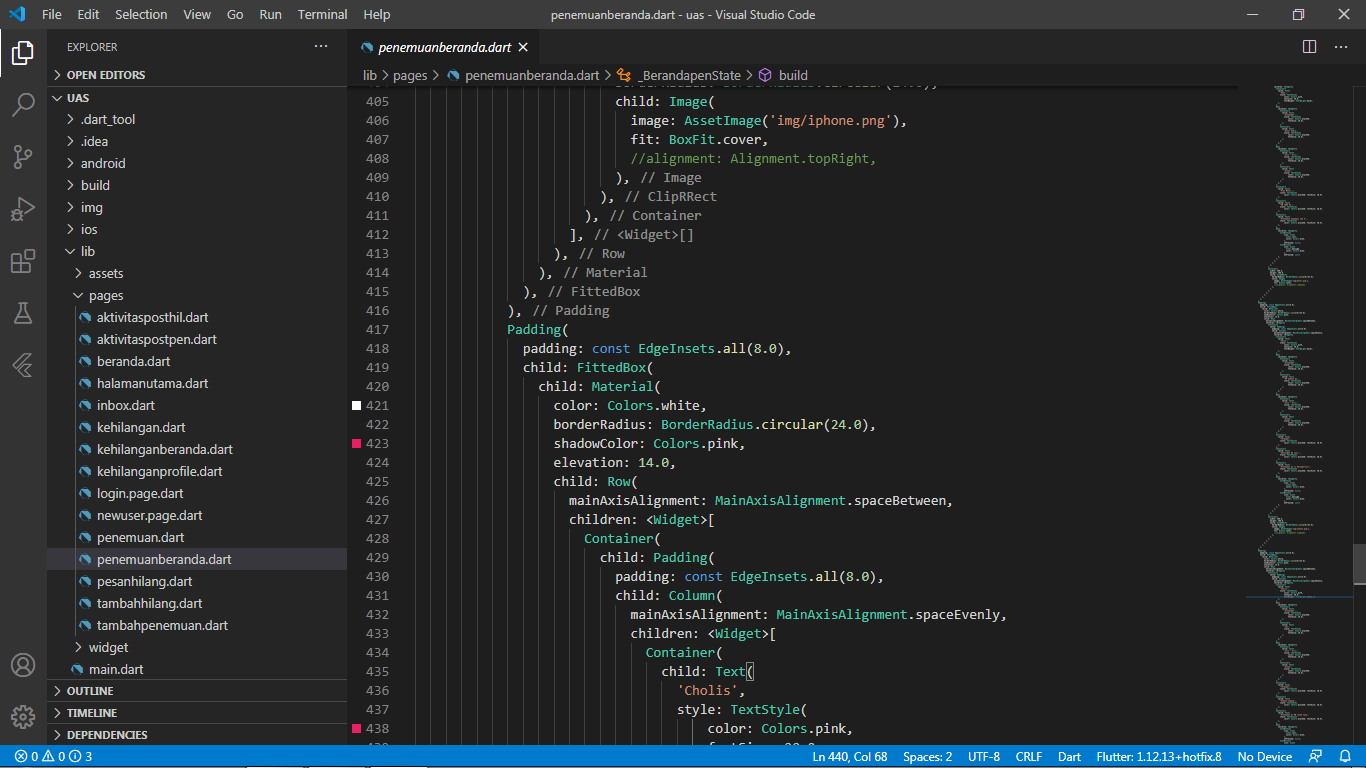 File Edit Selection View Go Run Terminal Help
penemuanberanda.dart - uas - Visual Studio Code
EXPLORER
OPEN EDITORS
UAS
.dart_tool
.idea
android
build
img
ios
lib
assets
pages
aktivitasposthil.dart
aktivitaspostpen.dart
beranda.dart
halamanutama.dart
inbox.dart
kehilangan.dart
kehilanganberanda.dart
kehilanganprofile.dart
login.page.dart
newuser.page.dart
penemuan.dart
penemuanberanda.dart
pesanhilang.dart
tambahhilang.dart
tambahpenemuan.dart
widget
main.dart
OUTLINE
TIMELINE
DEPENDENCIES
penemuanberanda.dart
lib > pages > penemuanberanda.dart > _BerandapenState > build
405 child: Image(
406 image: AssetImage('img/iphone.png'),
407 fit: BoxFit.cover,
408 //alignment: Alignment.topRight,
409 ), // Image
410 ), // ClipRRect
411 ), // Container
412 ], // <Widget>[]
413 ), // Row
414 ), // Material
415 ), // FittedBox
416 ), // Padding
417 Padding(
418 padding: const EdgeInsets.all(8.0),
419 child: FittedBox(
420 child: Material(
421 color: Colors.white,
422 borderRadius: BorderRadius.circular(24.0),
423 shadowColor: Colors.pink,
424 elevation: 14.0,
425 child: Row(
426 mainAxisAlignment: MainAxisAlignment.spaceBetween,
427 children: <Widget>[
428 Container(
429 child: Padding(
430 padding: const EdgeInsets.all(8.0),
431 child: Column(
432 mainAxisAlignment: MainAxisAlignment.spaceEvenly,
433 children: <Widget>[
434 Container(
435 child: Text(
436 'Cholis',
437 style: TextStyle(
438 color: Colors.pink,
0 0 3
Ln 440, Col 68 Spaces: 2 UTF-8 CRLF Dart Flutter: 1.12.13+hotfix.8 No Device